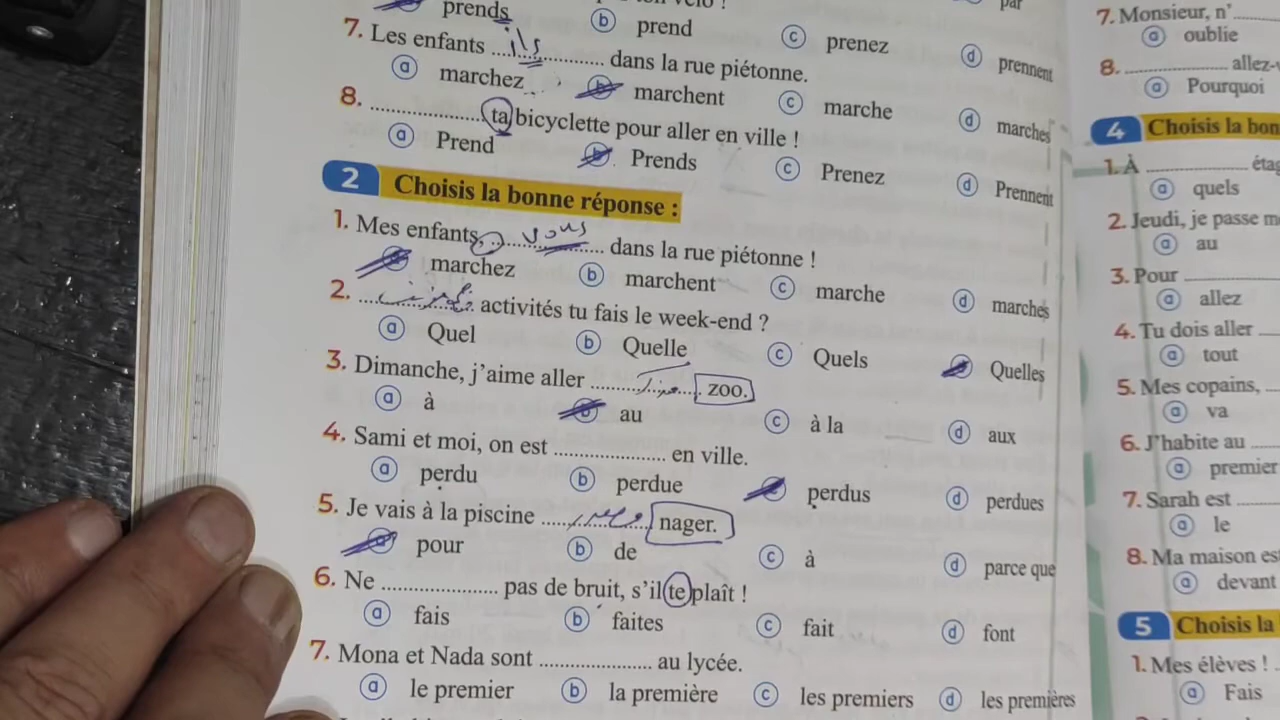 prends b prend c prenez d prennent
par
7. Les enfants ils dans la rue piétonne.
a marchez b marchent c marche d marches
8. .................... ta bicyclette pour aller en ville !
a Prend b Prends c Prenez d Prennent
2 Choisis la bonne réponse :
1. Mes enfants, vous dans la rue piétonne !
a marchez b marchent c marche d marches
2. .................... activités tu fais le week-end ?
a Quel b Quelle c Quels d Quelles
3. Dimanche, j'aime aller .................... zoo.
a à b au c à la d aux
4. Sami et moi, on est .................... en ville.
a perdu b perdue c perdus d perdues
5. Je vais à la piscine .................... nager.
a pour b de c à d parce que
6. Ne .................... pas de bruit, s'il te plaît !
a fais b faites c fait d font
7. Mona et Nada sont .................... au lycée.
a le premier b la première c les premiers d les premières
7. Monsieur, n'
a oublie
8. .................... allez-
a Pourquoi
4 Choisis la bon
1. À .................... éta
a quels
2. Jeudi, je passe m
a au
3. Pour ....................
a allez
4. Tu dois aller
a tout
5. Mes copains,
a va
6. J'habite au
a premier
7. Sarah est
a le
8. Ma maison es
a devant
5 Choisis la
1. Mes élèves !
a Fais